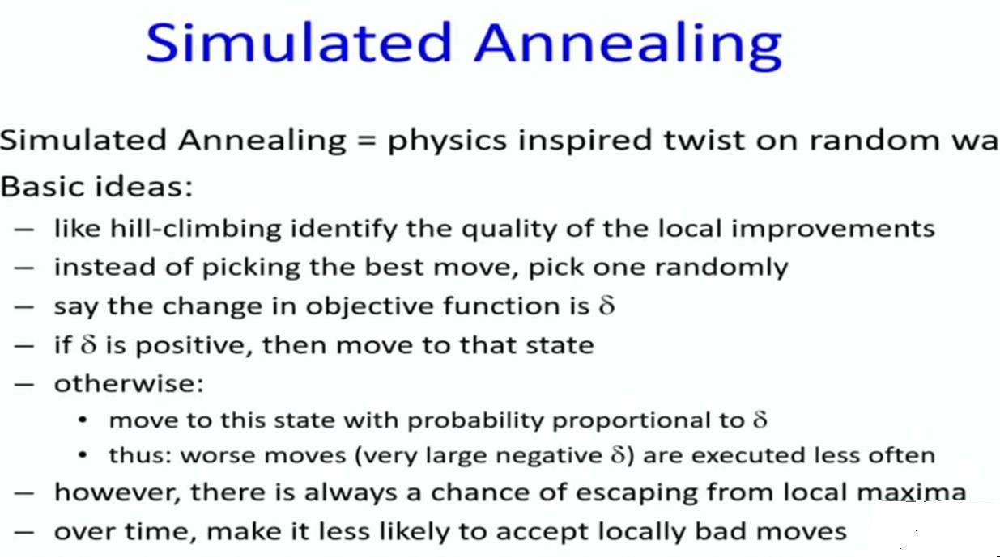 Simulated Annealing
Simulated Annealing = physics inspired twist on random wa
Basic ideas:
– like hill-climbing identify the quality of the local improvements
– instead of picking the best move, pick one randomly
– say the change in objective function is δ
– if δ is positive, then move to that state
– otherwise:
• move to this state with probability proportional to δ
• thus: worse moves (very large negative δ) are executed less often
– however, there is always a chance of escaping from local maxima
– over time, make it less likely to accept locally bad moves